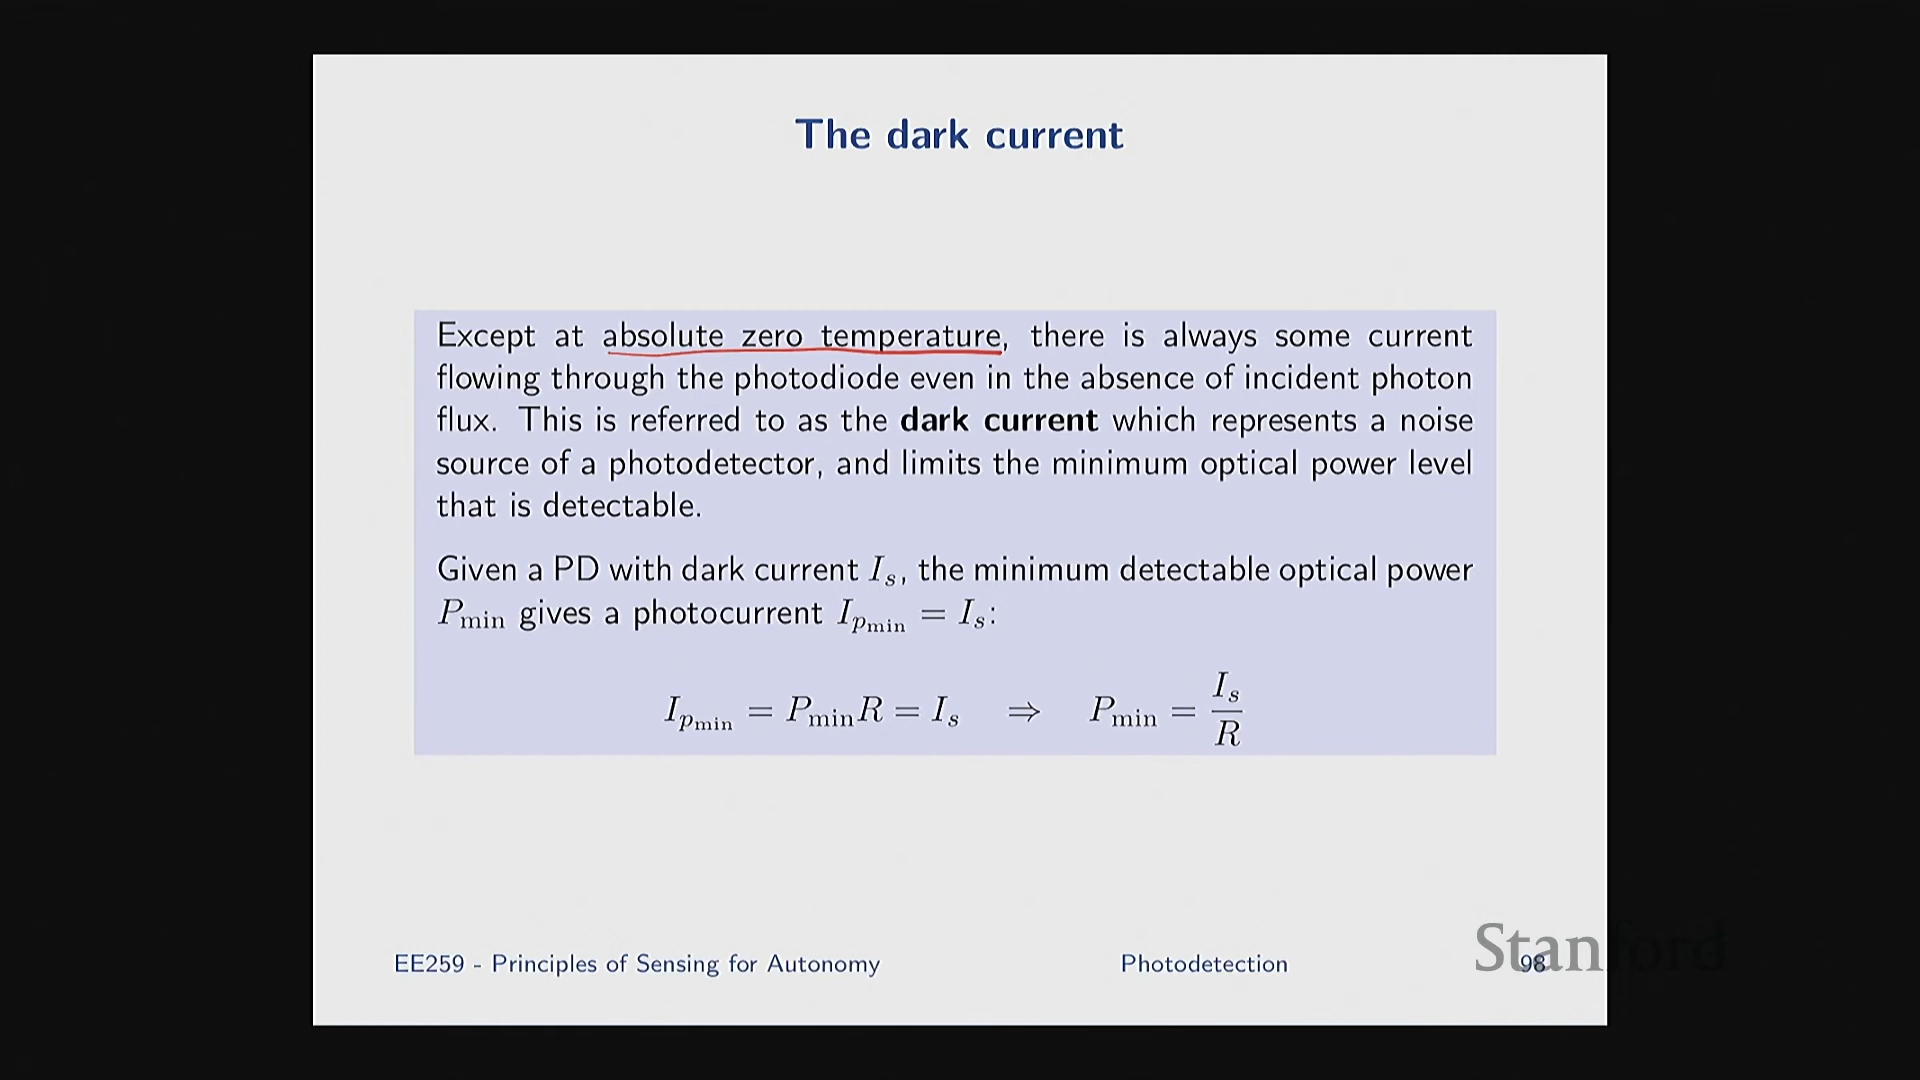 The dark current
Except at absolute zero temperature, there is always some current
flowing through the photodiode even in the absence of incident photon
flux. This is referred to as the dark current which represents a noise
source of a photodetector, and limits the minimum optical power level
that is detectable.
Given a PD with dark current Iₛ, the minimum detectable optical power
P_min gives a photocurrent I_{p_min} = Iₛ:
I_{p_min} = P_min R = Iₛ ⇒ P_min = Iₛ / R
EE259 - Principles of Sensing for Autonomy Photodetection 98
Stanford